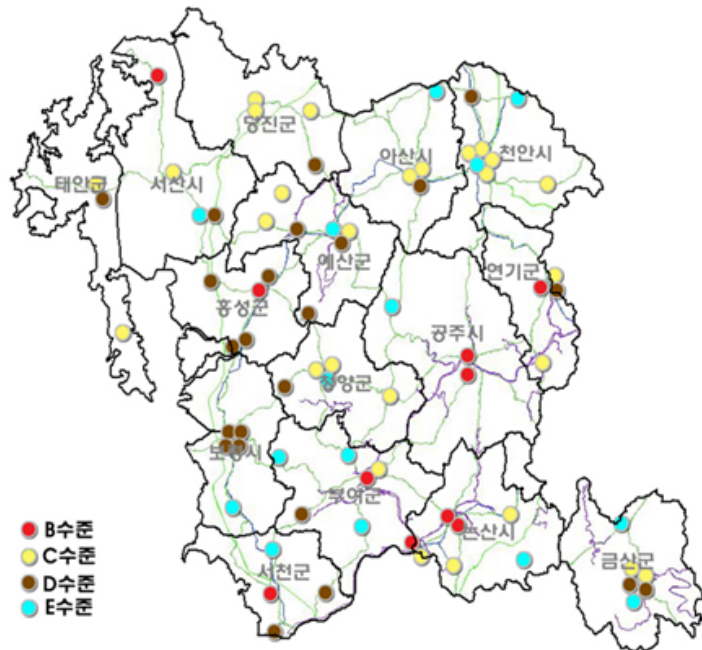 당진군
아산시
천안시
태안군
서산시
예산군
연기군
홍성군
공주시
청양군
보령시
부여군
논산시
서천군
금산군
B수준
C수준
D수준
E수준